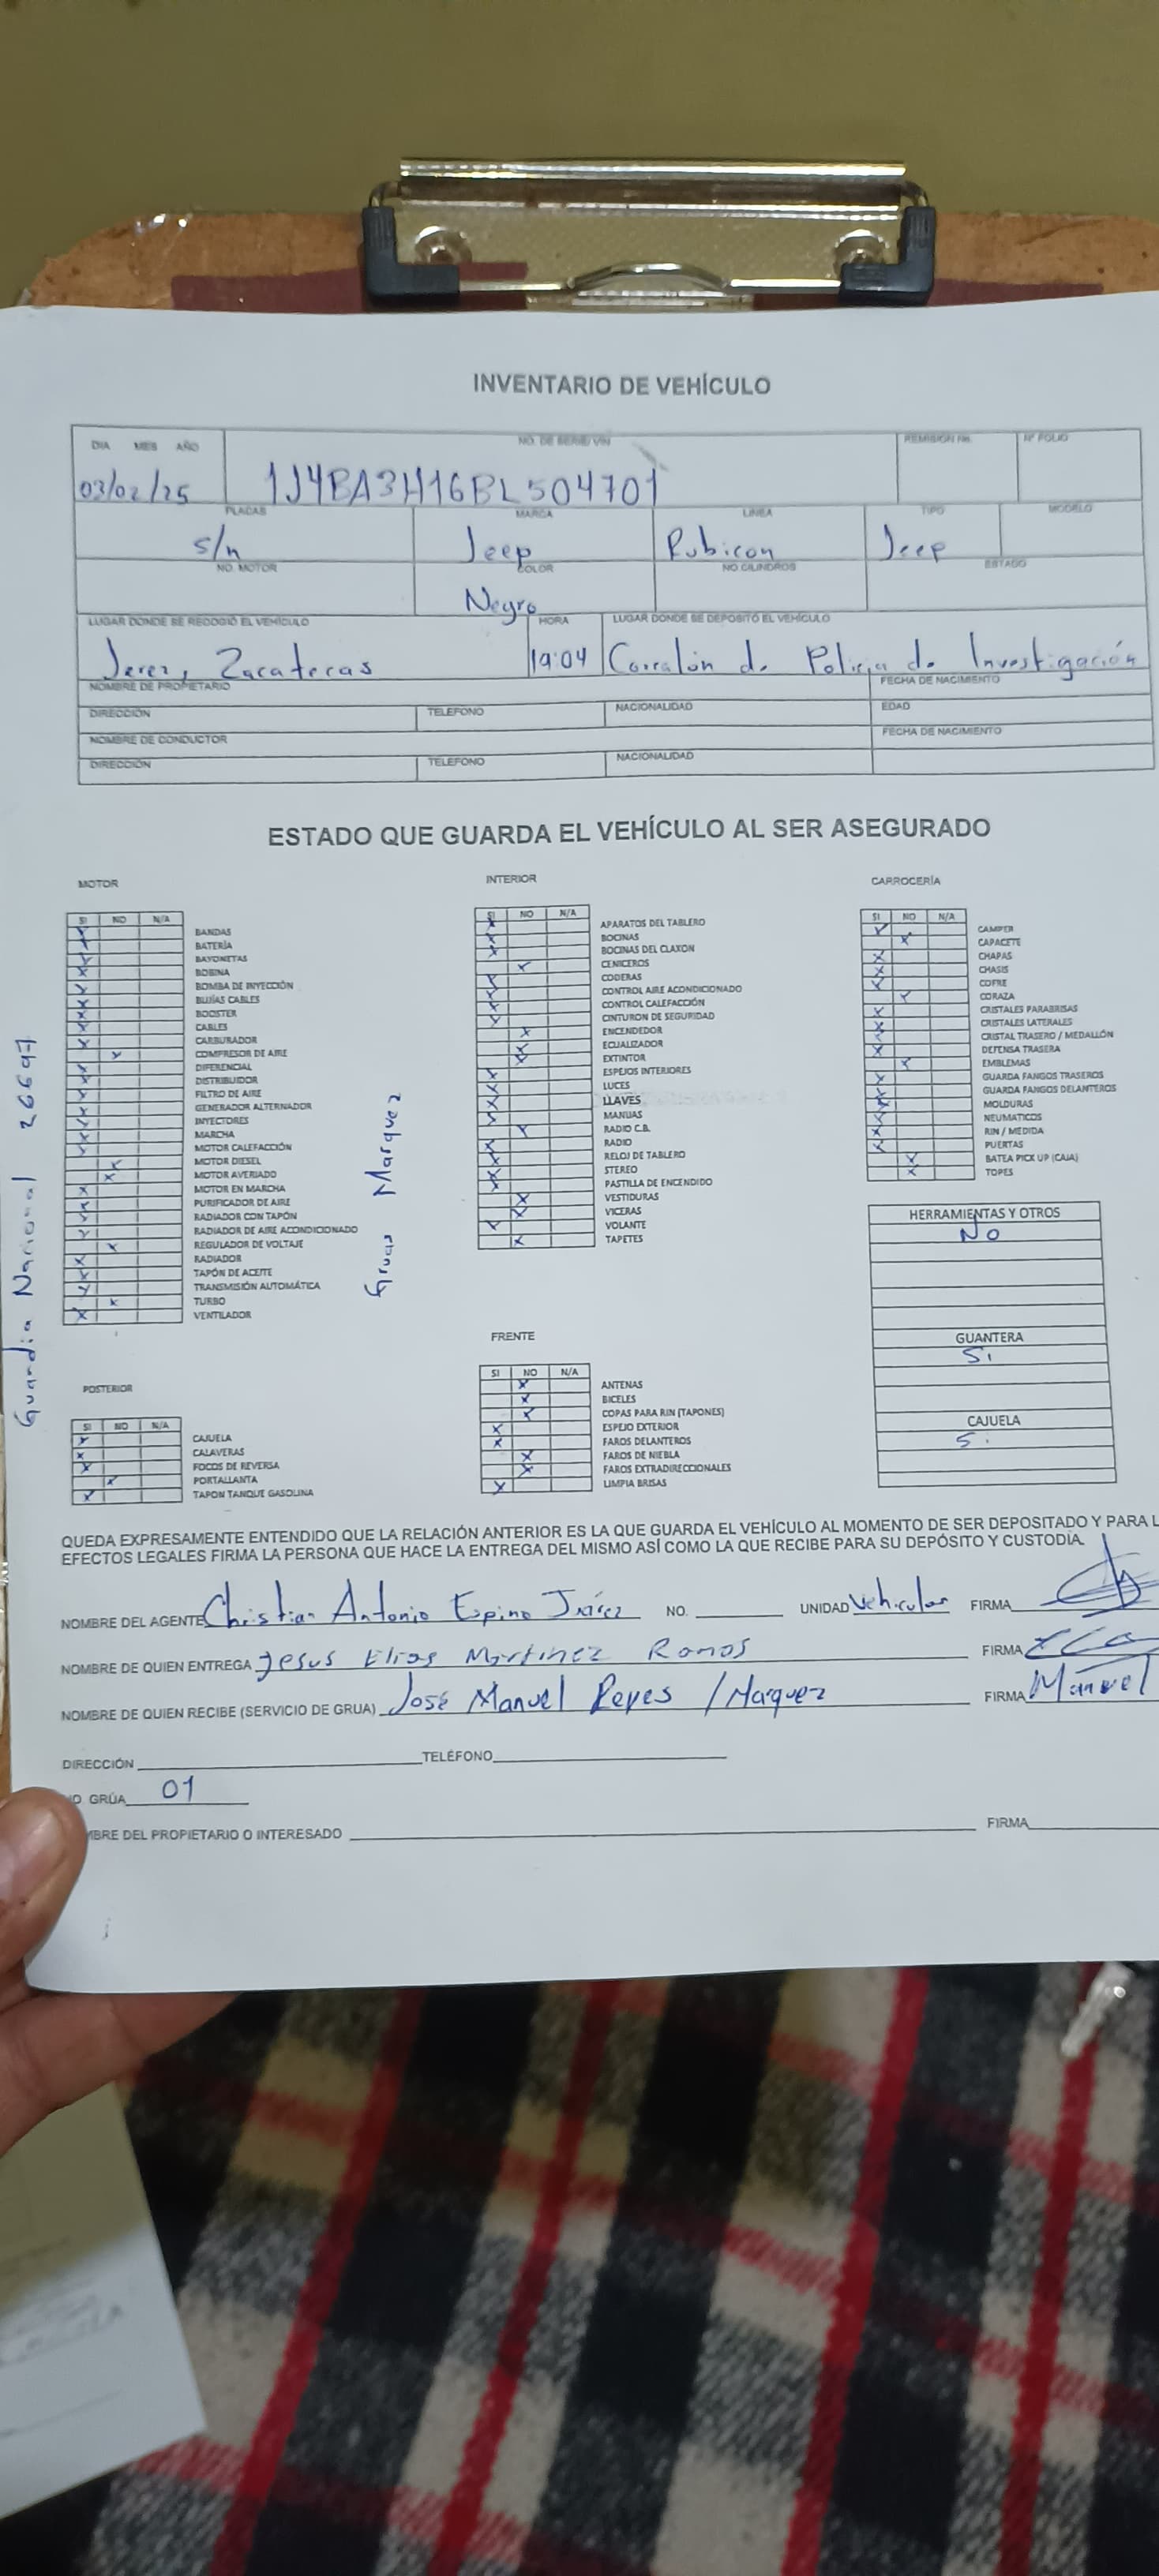 INVENTARIO DE VEHÍCULO
DIA MES AÑO NO. DE SERIE/VIN REMISION Nº. Nº FOLIO
03/02/25 1J4BA3H16BL504701
PLACAS MARCA LINEA TIPO MODELO
s/n Jeep Rubicon Jeep
NO. MOTOR COLOR NO CILINDROS ESTADO
Negro
LUGAR DONDE SE RECOGIÓ EL VEHÍCULO HORA LUGAR DONDE SE DEPOSITÓ EL VEHÍCULO
Jerez, Zacatecas 19:04 Corralón de Policia de Investigación
NOMBRE DE PROPIETARIO FECHA DE NACIMIENTO
DIRECCIÓN TELEFONO NACIONALIDAD EDAD
NOMBRE DE CONDUCTOR FECHA DE NACIMIENTO
DIRECCIÓN TELEFONO NACIONALIDAD
ESTADO QUE GUARDA EL VEHÍCULO AL SER ASEGURADO
MOTOR
SI NO N/A
X BANDAS
X BATERÍA
X BAYONETAS
X BOBINA
X BOMBA DE INYECCIÓN
X BUJÍAS CABLES
X BOOSTER
X CABLES
X CARBURADOR
X COMPRESOR DE AIRE
X DIFERENCIAL
X DISTRIBUIDOR
X FILTRO DE AIRE
X GENERADOR ALTERNADOR
X INYECTORES
X MARCHA
X MOTOR CALEFACCIÓN
X MOTOR DIESEL
X MOTOR AVERIADO
X MOTOR EN MARCHA
X PURIFICADOR DE AIRE
X RADIADOR CON TAPÓN
X RADIADOR DE AIRE ACONDICIONADO
X REGULADOR DE VOLTAJE
X RADIADOR
X TAPÓN DE ACEITE
X TRANSMISIÓN AUTOMÁTICA
X TURBO
X VENTILADOR
Guardia Nacional 26697
Gruas Marquez
POSTERIOR
SI NO N/A
X CAJUELA
X CALAVERAS
X FOCOS DE REVERSA
X PORTALLANTA
X TAPON TANQUE GASOLINA
INTERIOR
SI NO N/A
X APARATOS DEL TABLERO
X BOCINAS
X BOCINAS DEL CLAXON
X CENICEROS
X CODERAS
X CONTROL AIRE ACONDICIONADO
X CONTROL CALEFACCIÓN
X CINTURON DE SEGURIDAD
X ENCENDEDOR
X ECUALIZADOR
X EXTINTOR
X ESPEJOS INTERIORES
X LUCES
X LLAVES
X MANIJAS
X RADIO C.B.
X RADIO
X RELOJ DE TABLERO
X STEREO
X PASTILLA DE ENCENDIDO
X VESTIDURAS
X VICERAS
X VOLANTE
X TAPETES
FRENTE
SI NO N/A
X ANTENAS
X BICELES
X COPAS PARA RIN (TAPONES)
X ESPEJO EXTERIOR
X FAROS DELANTEROS
X FAROS DE NIEBLA
X FAROS EXTRADIRECCIONALES
X LIMPIA BRISAS
CARROCERÍA
SI NO N/A
X CAMPER
X CAPACETE
X CHAPAS
X CHASIS
X COFRE
X CORAZA
X CRISTALES PARABRISAS
X CRISTALES LATERALES
X CRISTAL TRASERO / MEDALLÓN
X DEFENSA TRASERA
X EMBLEMAS
X GUARDA FANGOS TRASEROS
X GUARDA FANGOS DELANTEROS
X MOLDURAS
X NEUMATICOS
X RIN / MEDIDA
X PUERTAS
X BATEA PICK UP (CAJA)
X TOPES
HERRAMIENTAS Y OTROS
No
GUANTERA
Si
CAJUELA
Si
QUEDA EXPRESAMENTE ENTENDIDO QUE LA RELACIÓN ANTERIOR ES LA QUE GUARDA EL VEHÍCULO AL MOMENTO DE SER DEPOSITADO Y PARA L
EFECTOS LEGALES FIRMA LA PERSONA QUE HACE LA ENTREGA DEL MISMO ASÍ COMO LA QUE RECIBE PARA SU DEPÓSITO Y CUSTODIA.
NOMBRE DEL AGENTE Christian Antonio Espino Juárez NO. UNIDAD Vehicular FIRMA
NOMBRE DE QUIEN ENTREGA Jesus Elias Martinez Ramos FIRMA
NOMBRE DE QUIEN RECIBE (SERVICIO DE GRUA) José Manuel Reyes / Marquez FIRMA Manuel
DIRECCIÓN TELÉFONO
O. GRÚA 01
MBRE DEL PROPIETARIO O INTERESADO FIRMA